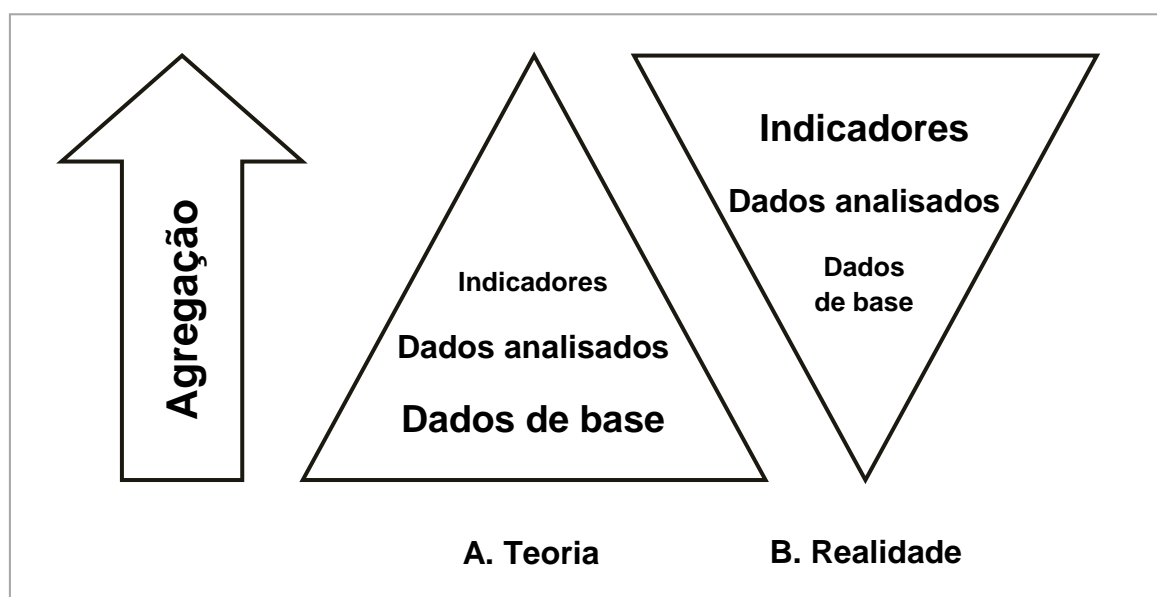 Agregação
Indicadores
Dados analisados
Dados de base
A. Teoria
Indicadores
Dados analisados
Dados
de base
B. Realidade